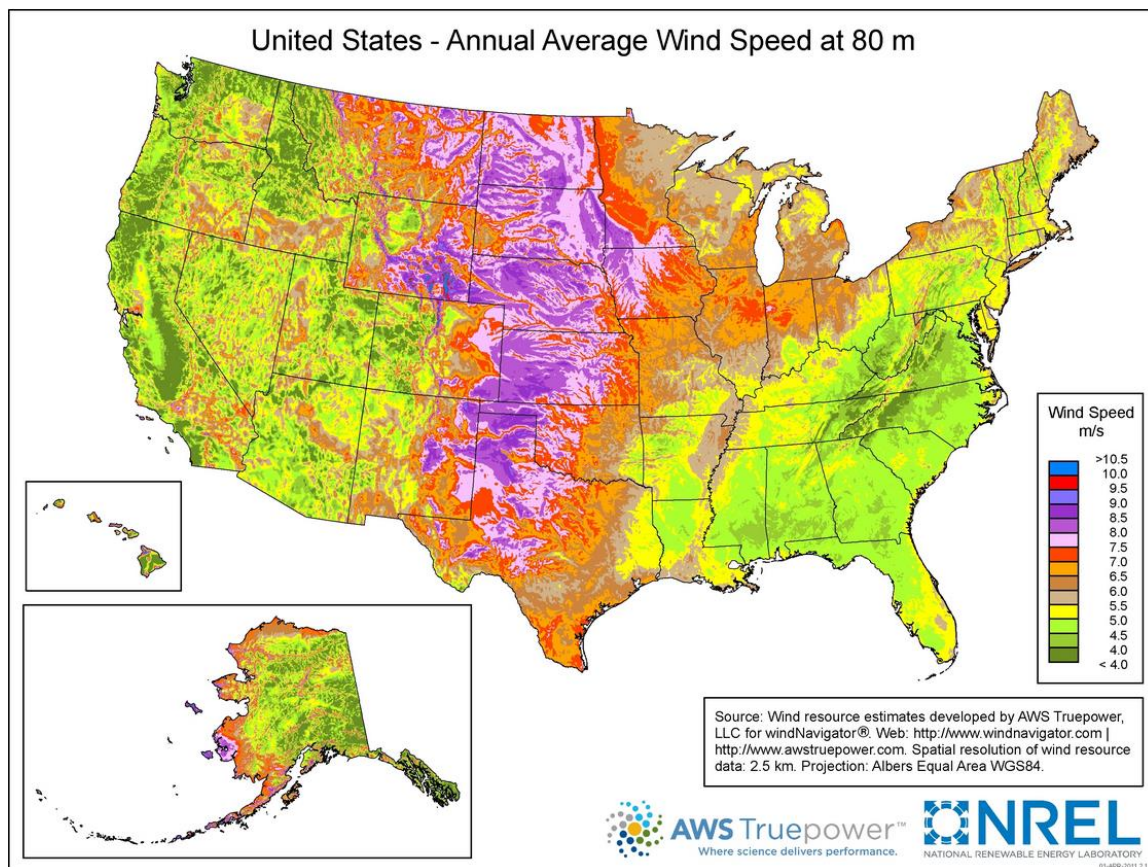 United States - Annual Average Wind Speed at 80 m
Wind Speed
m/s
>10.5
10.0
9.5
9.0
8.5
8.0
7.5
7.0
6.5
6.0
5.5
5.0
4.5
4.0
< 4.0
Source: Wind resource estimates developed by AWS Truepower,
LLC for windNavigator®. Web: http://www.windnavigator.com |
http://www.awstruepower.com. Spatial resolution of wind resource
data: 2.5 km. Projection: Albers Equal Area WGS84.
AWS Truepower™
Where science delivers performance.
NREL
NATIONAL RENEWABLE ENERGY LABORATORY